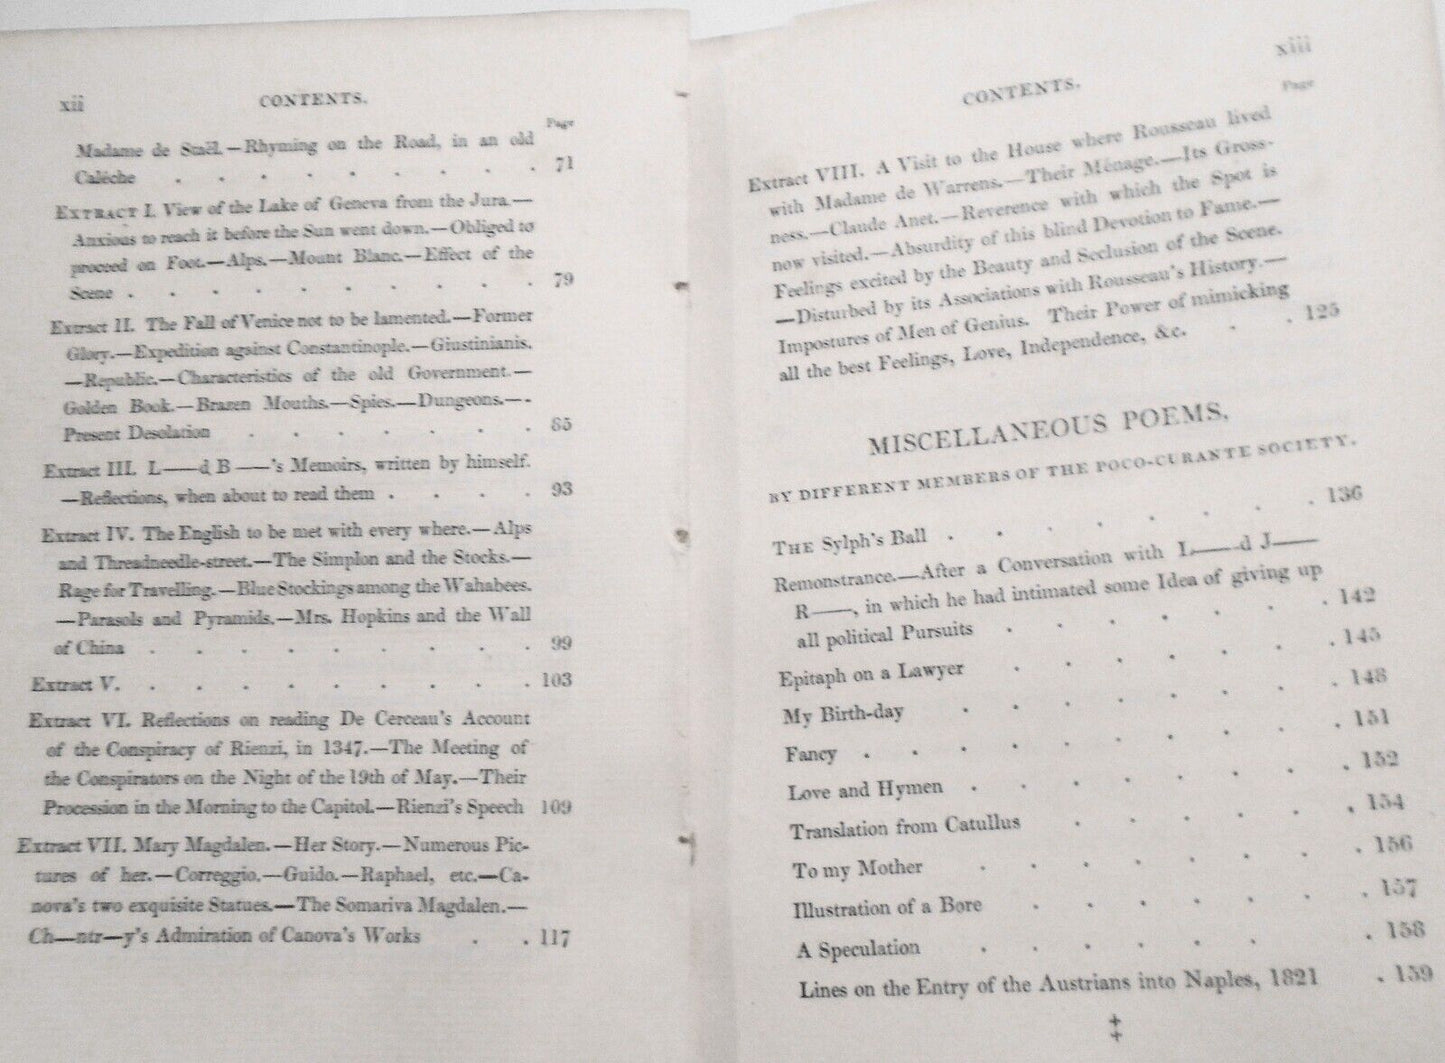 xii
CONTENTS.
Page
Madame de Staël.—Rhyming on the Road, in an old
Calêche . . . . . . . . . 71
EXTRACT I. View of the Lake of Geneva from the Jura.—
Anxious to reach it before the Sun went down.—Obliged to
proceed on Foot.—Alps.—Mount Blanc.—Effect of the
Scene . . . . . . . . . . 79
Extract II. The Fall of Venice not to be lamented.—Former
Glory.—Expedition against Constantinople.—Giustinianis.
—Republic.—Characteristics of the old Government.—
Golden Book.—Brazen Mouths.—Spies.—Dungeons.—
Present Desolation . . . . . . . 85
Extract III. L——d B——'s Memoirs, written by himself.
—Reflections, when about to read them . . . . 93
Extract IV. The English to be met with every where.—Alps
and Threadneedle-street.—The Simplon and the Stocks.—
Rage for Travelling.—Blue Stockings among the Wahabees.
—Parasols and Pyramids.—Mrs. Hopkins and the Wall
of China . . . . . . . . . 99
Extract V. . . . . . . . . . 103
Extract VI. Reflections on reading De Cerceau's Account
of the Conspiracy of Rienzi, in 1347.—The Meeting of
the Conspirators on the Night of the 19th of May.—Their
Procession in the Morning to the Capitol.—Rienzi's Speech 109
Extract VII. Mary Magdalen.—Her Story.—Numerous Pic-
tures of her.—Correggio.—Guido.—Raphael, etc.—Ca-
nova's two exquisite Statues.—The Somariva Magdalen.—
Ch—ntr—y's Admiration of Canova's Works . . 117
xiii
CONTENTS.
Page
Extract VIII. A Visit to the House where Rousseau lived
with Madame de Warrens.—Their Ménage.—Its Gross-
ness.—Claude Anet.—Reverence with which the Spot is
now visited.—Absurdity of this blind Devotion to Fame.—
Feelings excited by the Beauty and Seclusion of the Scene.
—Disturbed by its Associations with Rousseau's History.—
Impostures of Men of Genius. Their Power of mimicking
all the best Feelings, Love, Independence, &c. . . 125
MISCELLANEOUS POEMS,
BY DIFFERENT MEMBERS OF THE POCO-CURANTE SOCIETY.
THE Sylph's Ball . . . . . . . . 136
Remonstrance.—After a Conversation with L——d J——
R——, in which he had intimated some Idea of giving up
all political Pursuits . . . . . . . 142
Epitaph on a Lawyer . . . . . . . 145
My Birth-day . . . . . . . . 148
Fancy . . . . . . . . . . 151
Love and Hymen . . . . . . . . 152
Translation from Catullus . . . . . . 154
To my Mother . . . . . . . . 156
Illustration of a Bore . . . . . . . 157
A Speculation . . . . . . . 158
Lines on the Entry of the Austrians into Naples, 1821 . 159
‡